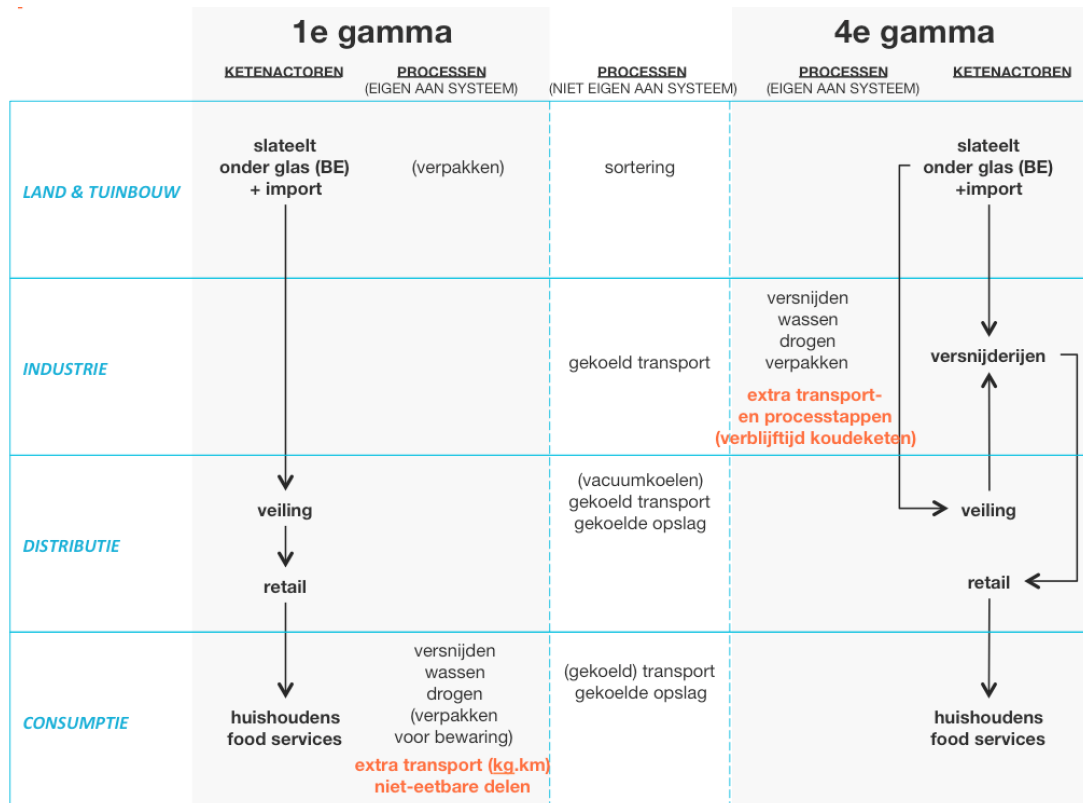 1e gamma
4e gamma
KETENACTOREN
PROCESSEN
(EIGEN AAN SYSTEEM)
PROCESSEN
(NIET EIGEN AAN SYSTEEM)
PROCESSEN
(EIGEN AAN SYSTEEM)
KETENACTOREN
LAND & TUINBOUW
slateelt
onder glas (BE)
+ import
(verpakken)
sortering
slateelt
onder glas (BE)
+import
INDUSTRIE
gekoeld transport
versnijden
wassen
drogen
verpakken
extra transport-
en processtappen
(verblijftijd koudeketen)
versnijderijen
DISTRIBUTIE
veiling
retail
(vacuumkoelen)
gekoeld transport
gekoelde opslag
veiling
retail
CONSUMPTIE
huishoudens
food services
versnijden
wassen
drogen
(verpakken
voor bewaring)
extra transport (kg.km)
niet-eetbare delen
(gekoeld) transport
gekoelde opslag
huishoudens
food services